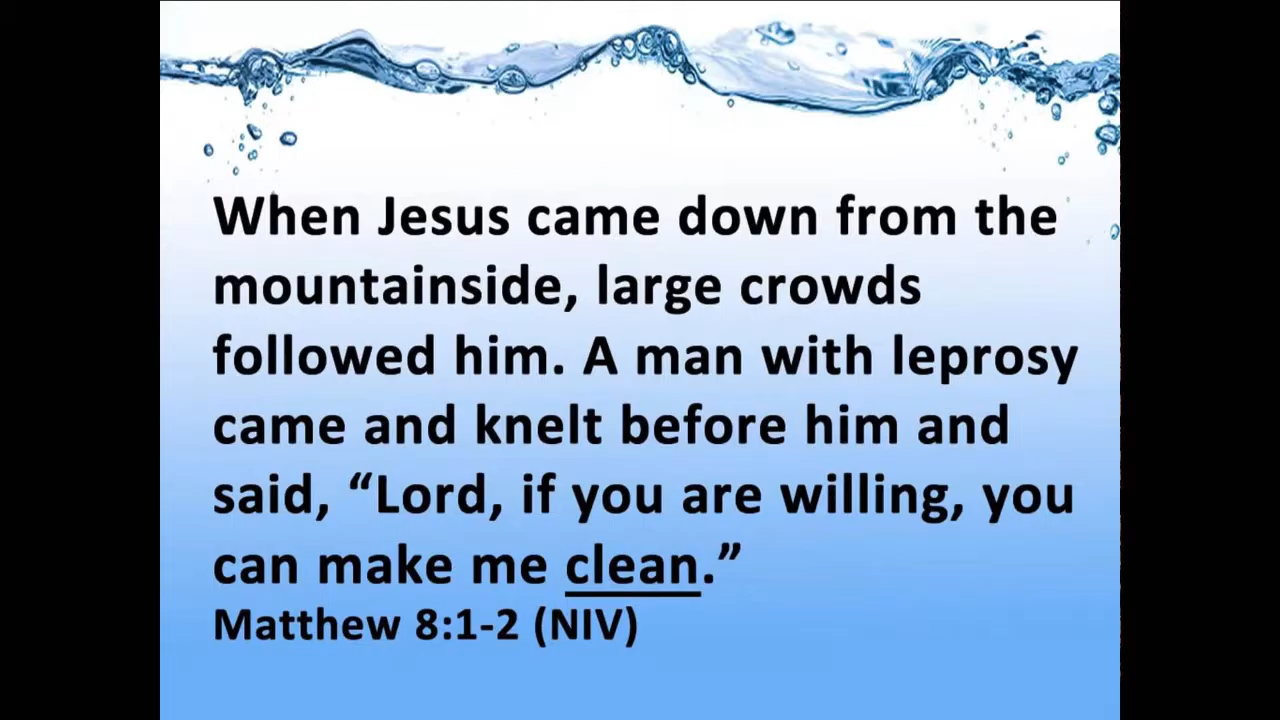 When Jesus came down from the
mountainside, large crowds
followed him. A man with leprosy
came and knelt before him and
said, “Lord, if you are willing, you
can make me clean.”
Matthew 8:1-2 (NIV)